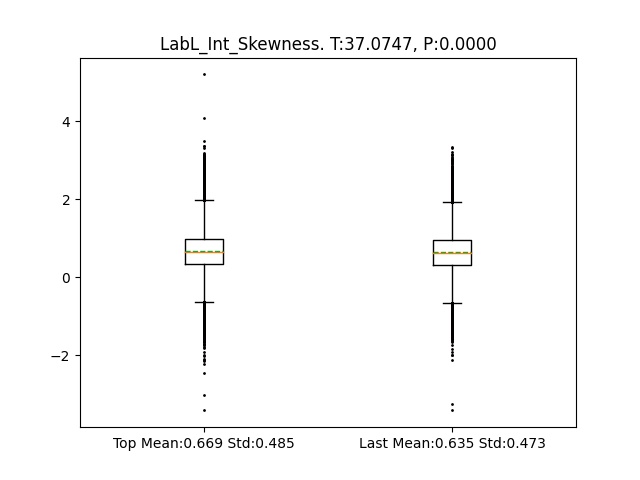 LabL_Int_Skewness. T:37.0747, P:0.0000
4
2
0
−2
Top Mean:0.669 Std:0.485
Last Mean:0.635 Std:0.473